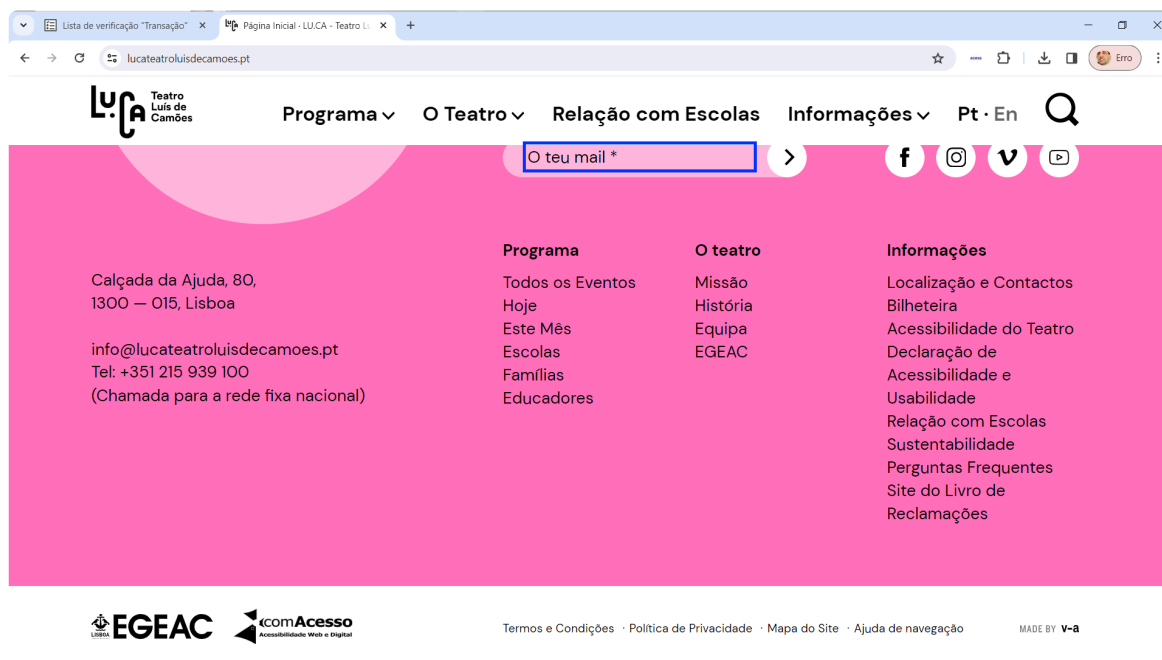 Lista de verificação "Transação"
Página Inicial · LU.CA - Teatro Lu
lucateatroluisdecamoes.pt
Erro
LU.CA
Teatro
Luís de
Camões
Programa
O Teatro
Relação com Escolas
Informações
Pt · En
O teu mail *
Calçada da Ajuda, 80,
1300 — 015, Lisboa
info@lucateatroluisdecamoes.pt
Tel: +351 215 939 100
(Chamada para a rede fixa nacional)
Programa
Todos os Eventos
Hoje
Este Mês
Escolas
Famílias
Educadores
O teatro
Missão
História
Equipa
EGEAC
Informações
Localização e Contactos
Bilheteira
Acessibilidade do Teatro
Declaração de
Acessibilidade e
Usabilidade
Relação com Escolas
Sustentabilidade
Perguntas Frequentes
Site do Livro de
Reclamações
LISBOA EGEAC
comAcesso
Acessibilidade Web e Digital
Termos e Condições · Política de Privacidade · Mapa do Site · Ajuda de navegação
MADE BY v-a